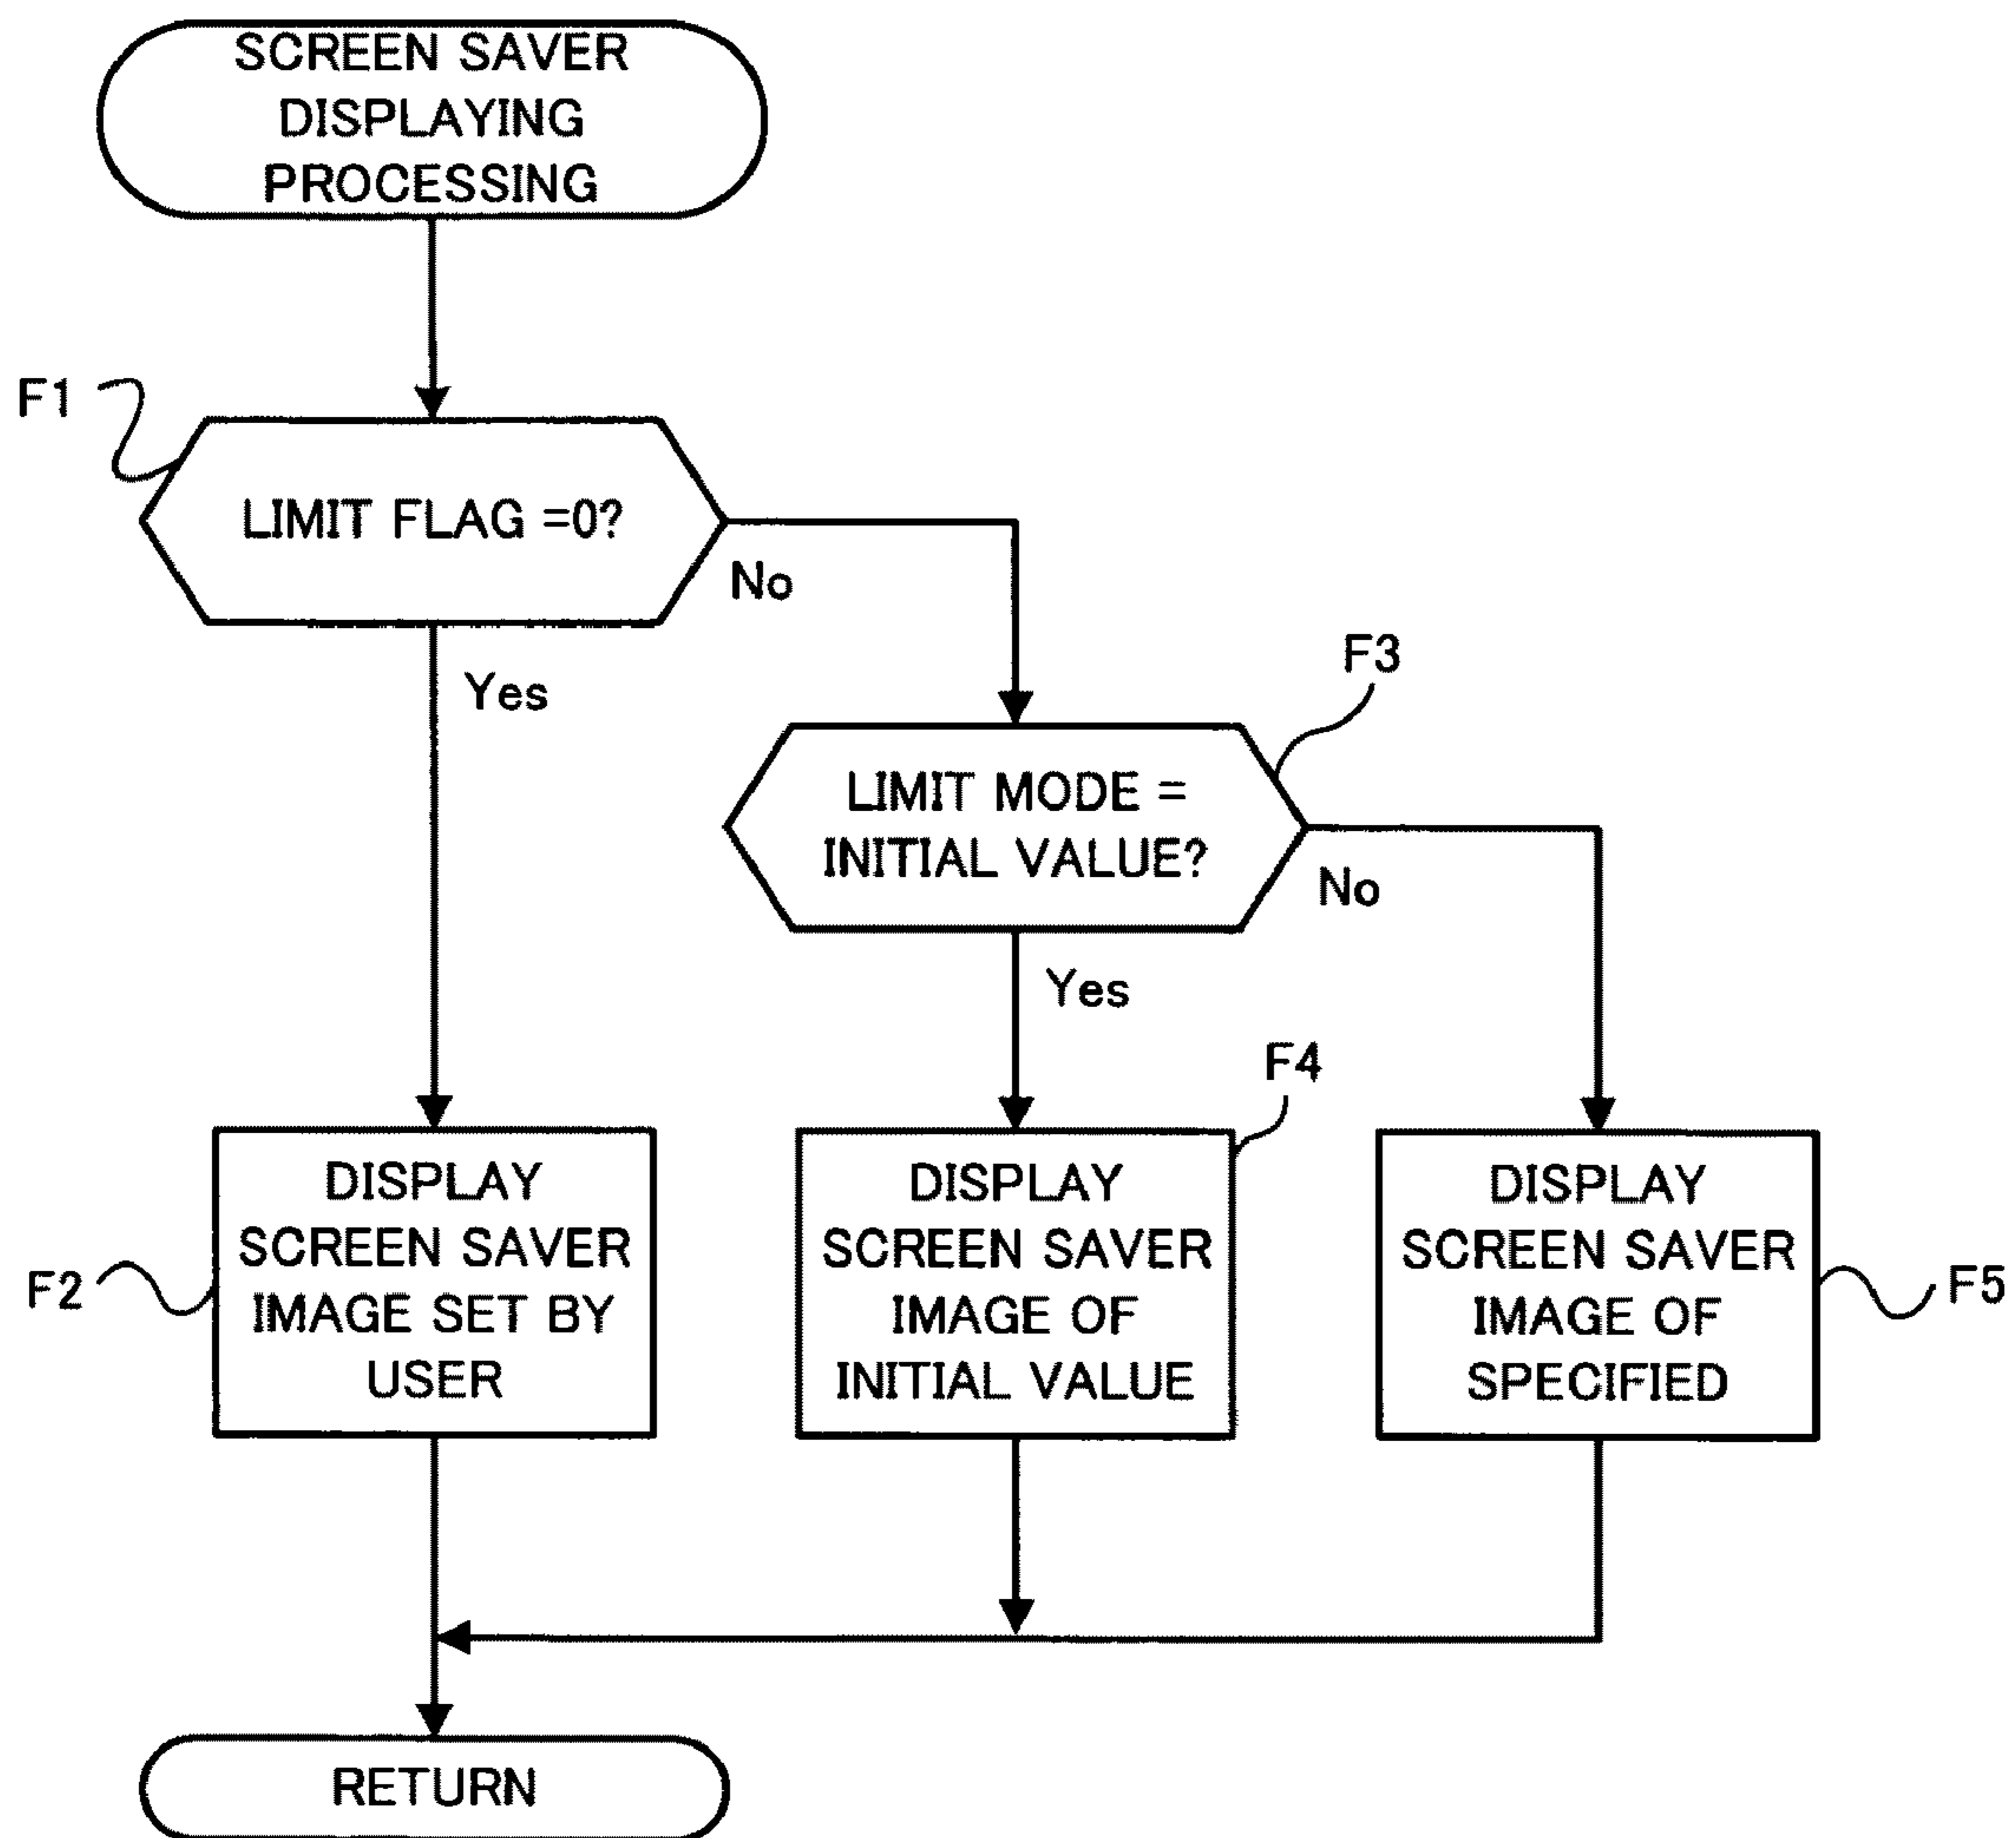 SCREEN SAVER
DISPLAYING
PROCESSING
F1
LIMIT FLAG =0?
No
Yes
F3
LIMIT MODE =
INITIAL VALUE?
No
Yes
F4
F2
DISPLAY
SCREEN SAVER
IMAGE SET BY
USER
DISPLAY
SCREEN SAVER
IMAGE OF
INITIAL VALUE
DISPLAY
SCREEN SAVER
IMAGE OF
SPECIFIED
F5
RETURN